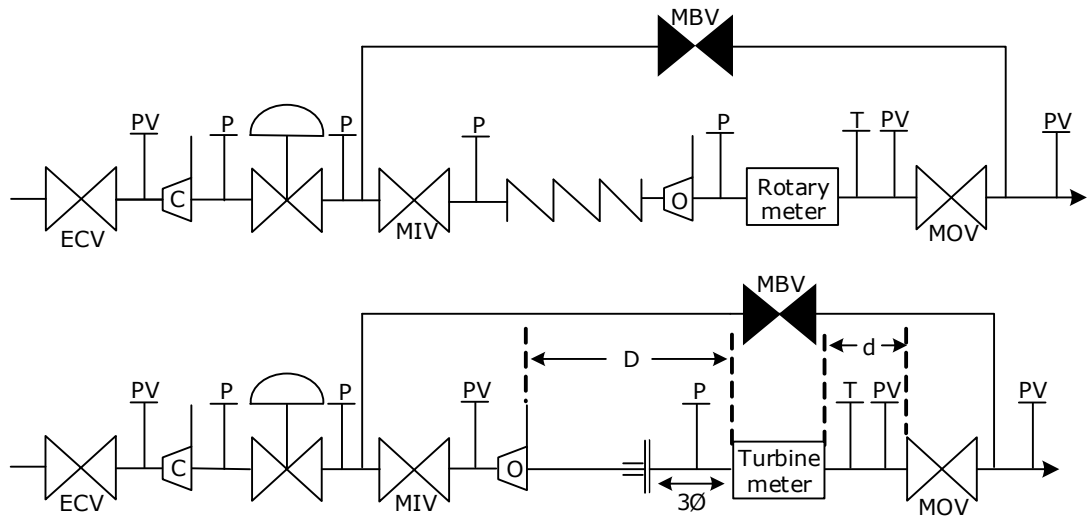 MBV
PV P P P P T PV PV
C O Rotary
meter
ECV MIV MOV
MBV
D d
PV P P PV P T PV PV
C O Turbine
meter
ECV MIV 3Ø MOV